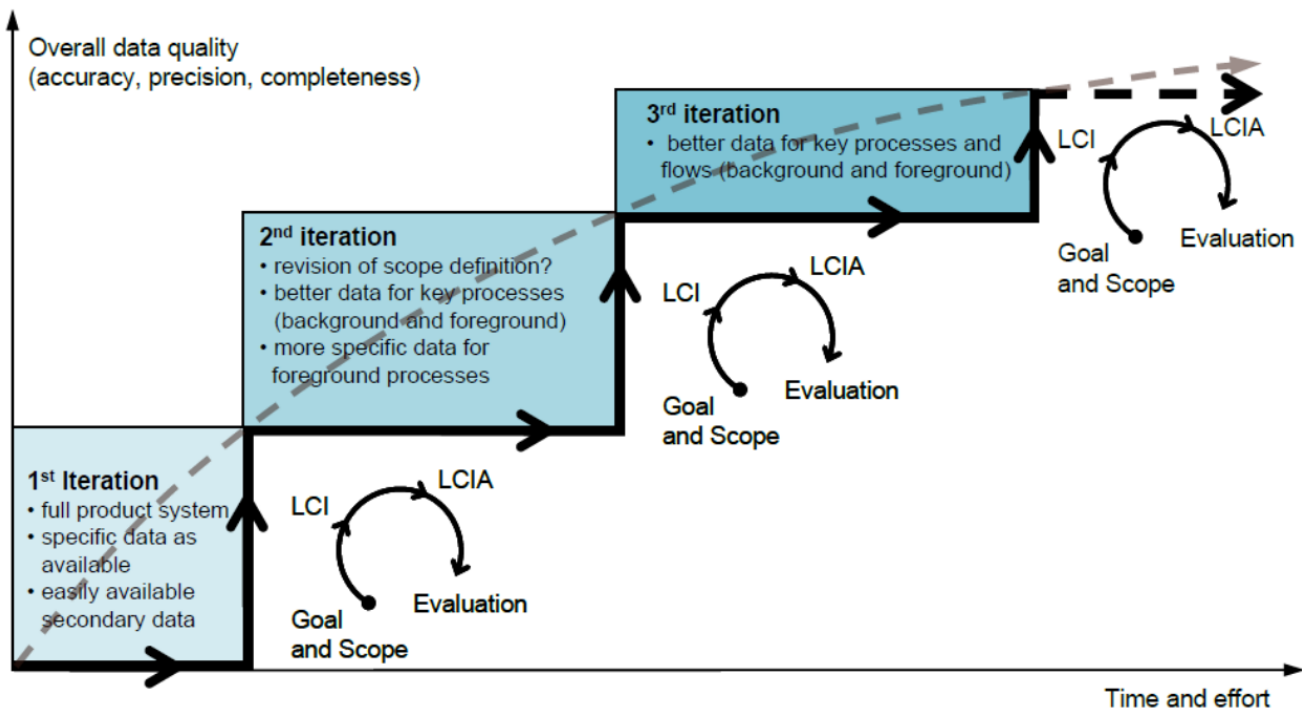 Overall data quality
(accuracy, precision, completeness)
3rd iteration
• better data for key processes and
flows (background and foreground)
LCI
LCIA
Goal
and Scope
Evaluation
2nd iteration
• revision of scope definition?
• better data for key processes
(background and foreground)
• more specific data for
foreground processes
LCI
LCIA
Goal
and Scope
Evaluation
1st Iteration
• full product system
• specific data as
available
• easily available
secondary data
LCI
LCIA
Goal
and Scope
Evaluation
Time and effort